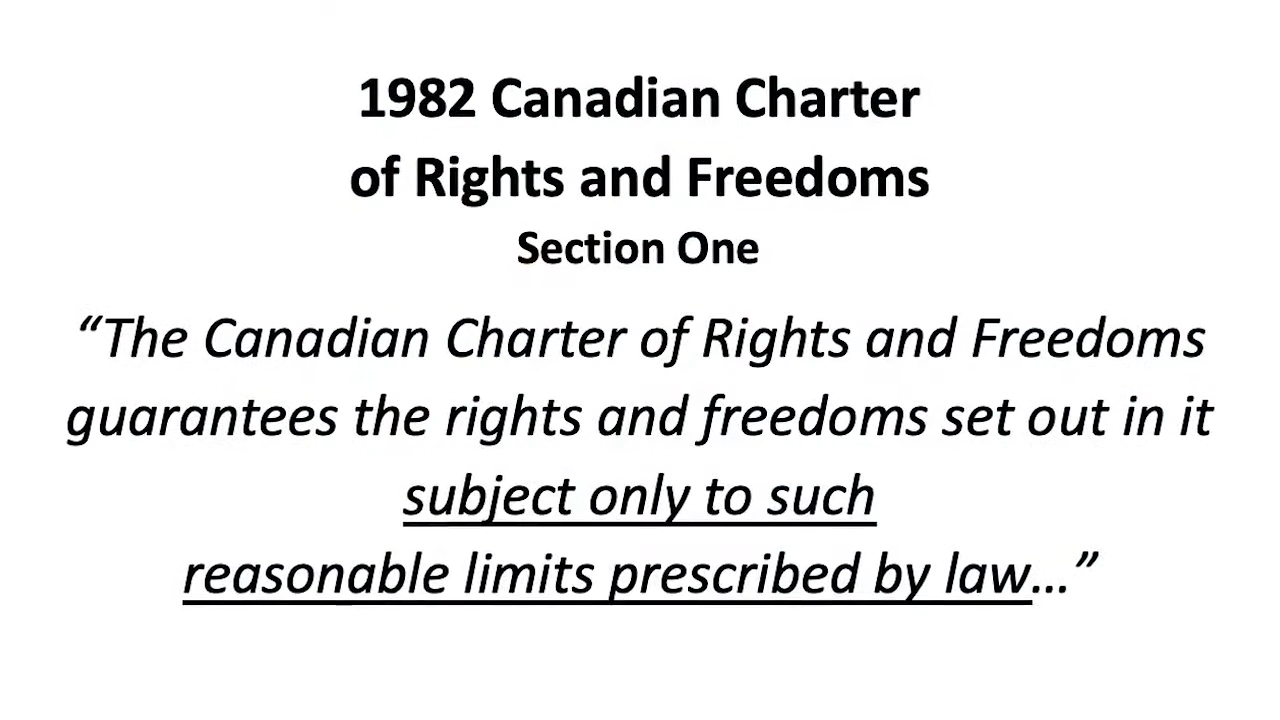 1982 Canadian Charter
of Rights and Freedoms
Section One
“The Canadian Charter of Rights and Freedoms
guarantees the rights and freedoms set out in it
subject only to such
reasonable limits prescribed by law…”